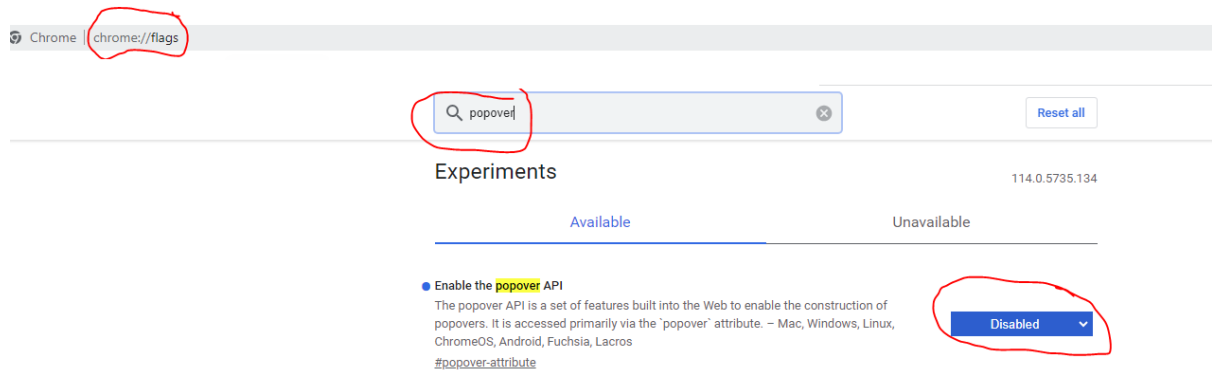 Chrome | chrome://flags
popover
Reset all
Experiments
114.0.5735.134
Available
Unavailable
Enable the popover API
The popover API is a set of features built into the Web to enable the construction of
popovers. It is accessed primarily via the `popover` attribute. – Mac, Windows, Linux,
ChromeOS, Android, Fuchsia, Lacros
#popover-attribute
Disabled